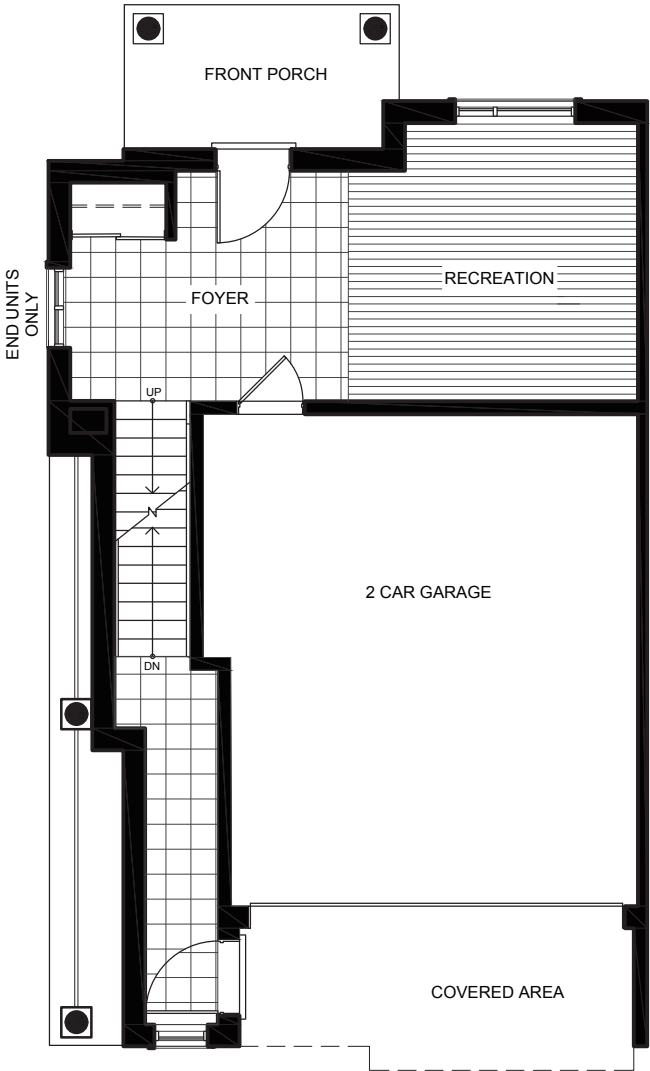 FRONT PORCH
RECREATION
FOYER
END UNITS
ONLY
UP
N
2 CAR GARAGE
DN
COVERED AREA